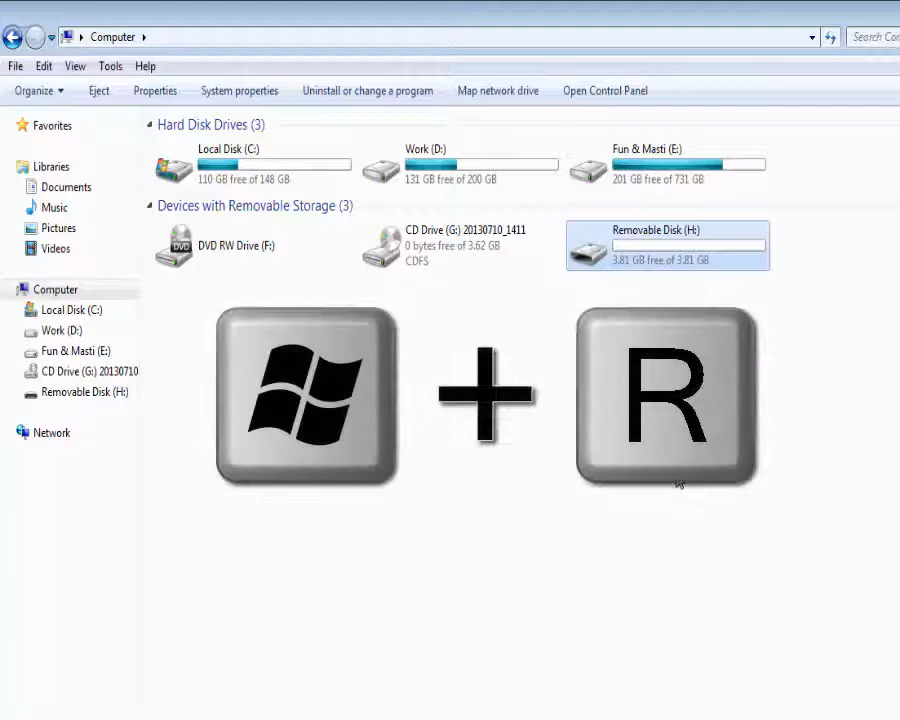 Computer
Search Con
File Edit View Tools Help
Organize Eject Properties System properties Uninstall or change a program Map network drive Open Control Panel
Favorites
Libraries
Documents
Music
Pictures
Videos
Computer
Local Disk (C:)
Work (D:)
Fun & Masti (E:)
CD Drive (G:) 20130710
Removable Disk (H:)
Network
Hard Disk Drives (3)
Local Disk (C:)
110 GB free of 148 GB
Work (D:)
131 GB free of 200 GB
Fun & Masti (E:)
201 GB free of 731 GB
Devices with Removable Storage (3)
DVD
DVD RW Drive (F:)
CD Drive (G:) 20130710_1411
0 bytes free of 3.62 GB
CDFS
Removable Disk (H:)
3.81 GB free of 3.81 GB
+ R